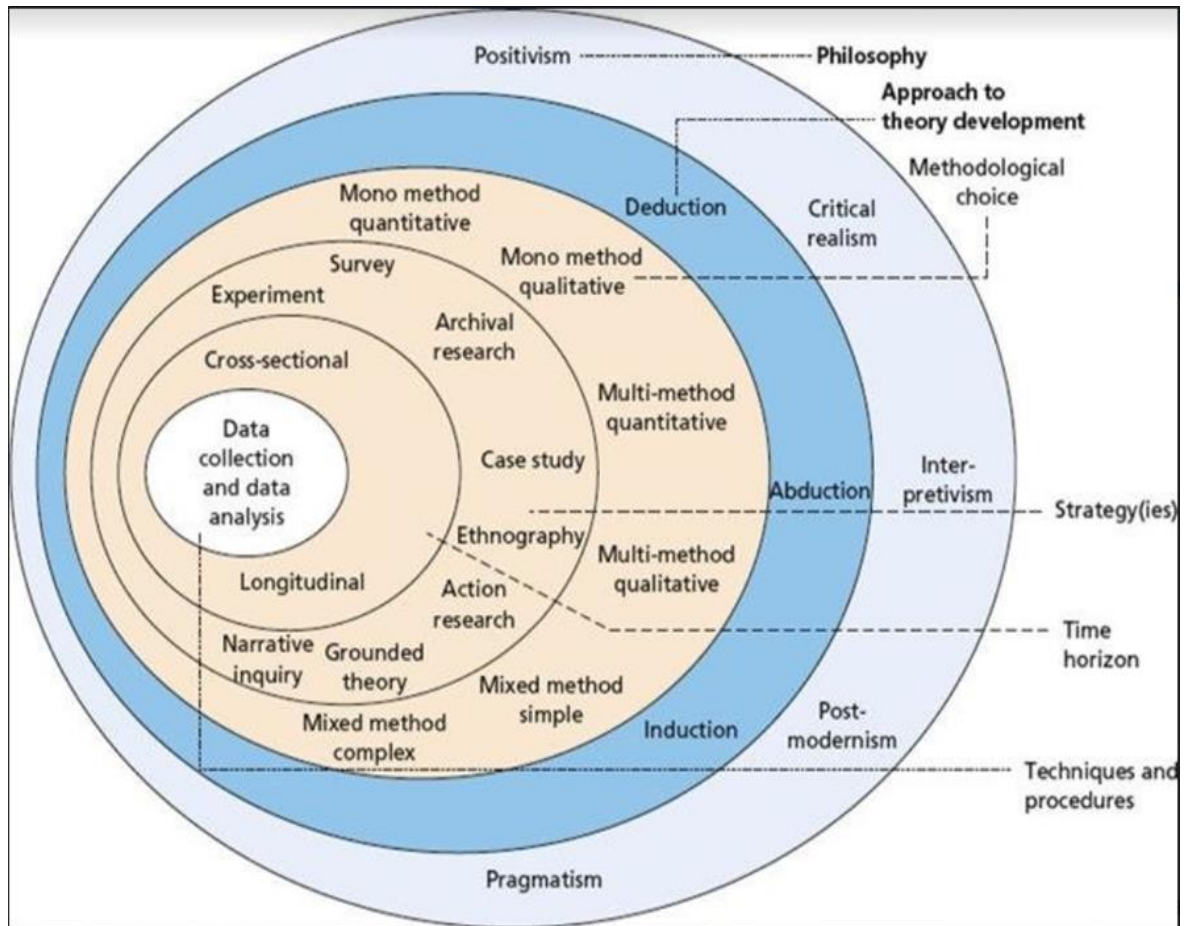 Positivism
Philosophy
Approach to
theory development
Methodological
choice
Mono method
quantitative
Deduction
Critical
realism
Survey
Mono method
qualitative
Experiment
Archival
research
Cross-sectional
Multi-method
quantitative
Data
collection
and data
analysis
Case study
Abduction
Inter-
pretivism
Strategy(ies)
Ethnography
Multi-method
qualitative
Longitudinal
Action
research
Time
horizon
Narrative
inquiry
Grounded
theory
Mixed method
simple
Mixed method
complex
Induction
Post-
modernism
Techniques and
procedures
Pragmatism